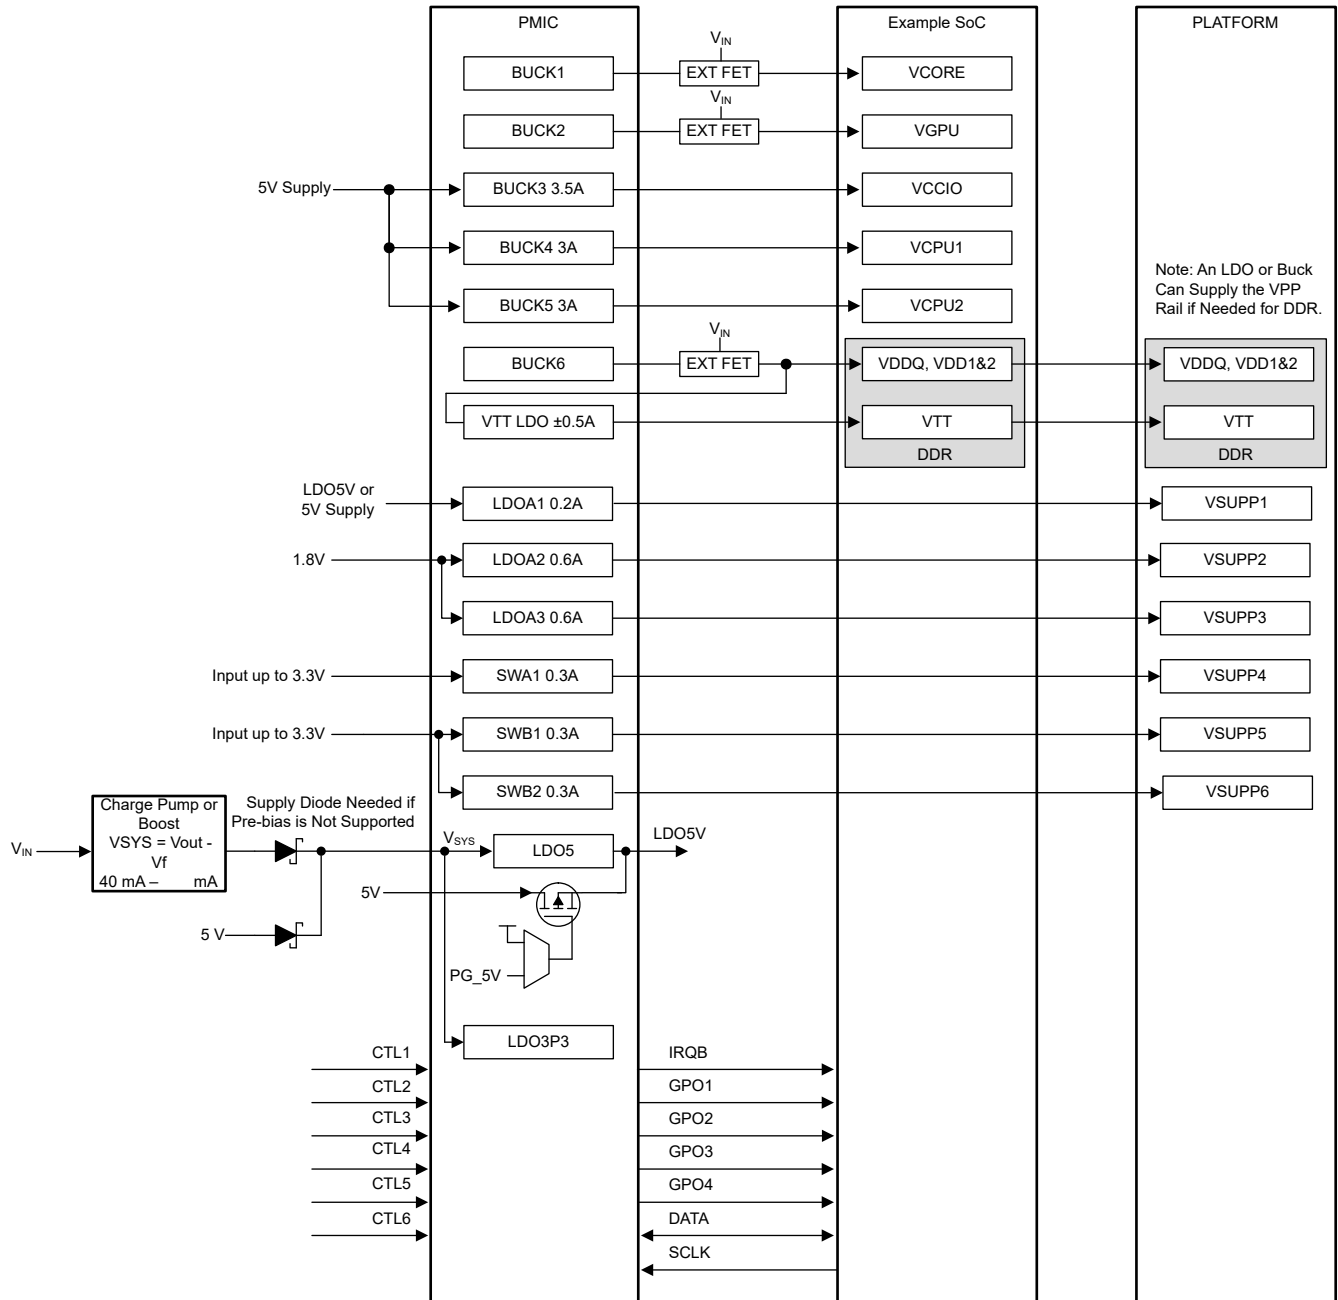 PMIC
Example SoC
PLATFORM
VIN
BUCK1
EXT FET
VCORE
VIN
BUCK2
EXT FET
VGPU
5V Supply
BUCK3 3.5A
VCCIO
BUCK4 3A
VCPU1
Note: An LDO or Buck
Can Supply the VPP
Rail if Needed for DDR.
BUCK5 3A
VCPU2
VIN
BUCK6
EXT FET
VDDQ, VDD1&2
VDDQ, VDD1&2
VTT LDO ±0.5A
VTT
VTT
DDR
DDR
LDO5V or
5V Supply
LDOA1 0.2A
VSUPP1
1.8V
LDOA2 0.6A
VSUPP2
LDOA3 0.6A
VSUPP3
Input up to 3.3V
SWA1 0.3A
VSUPP4
Input up to 3.3V
SWB1 0.3A
VSUPP5
SWB2 0.3A
VSUPP6
Charge Pump or
Boost
VSYS = Vout -
Vf
40 mA – mA
Supply Diode Needed if
Pre-bias is Not Supported
VIN
VSYS
LDO5
LDO5V
5V
5 V
PG_5V
LDO3P3
CTL1
IRQB
CTL2
GPO1
CTL3
GPO2
CTL4
GPO3
CTL5
GPO4
CTL6
DATA
SCLK